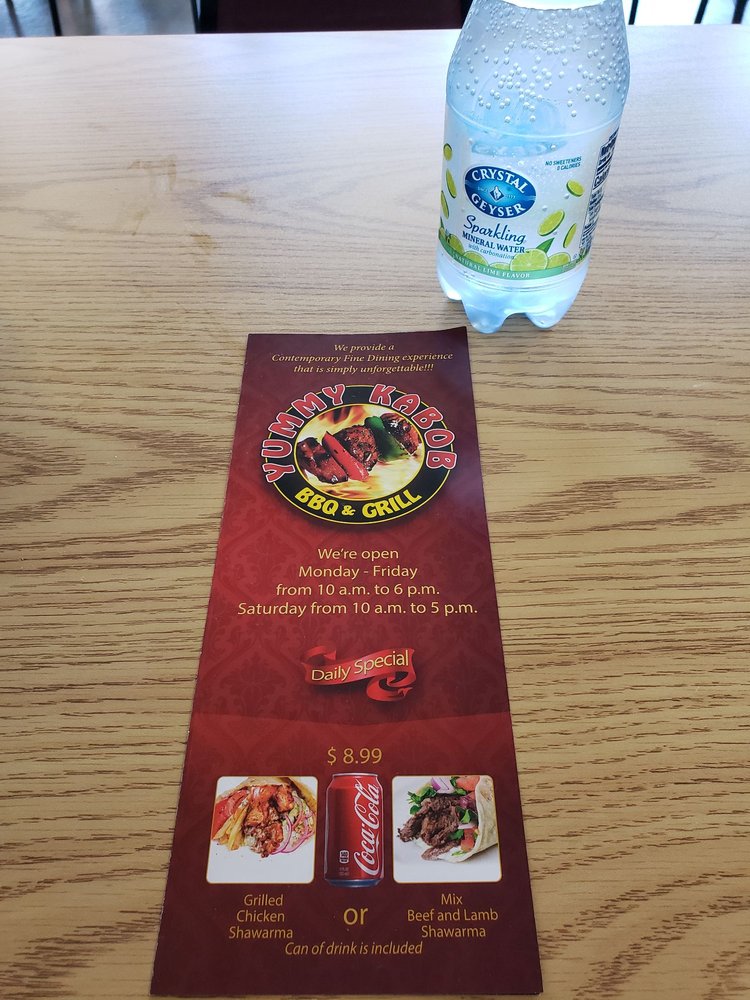 CRYSTAL
GEYSER
NO SWEETENERS
0 CALORIES
Sparkling
MINERAL WATER
with carbonation
NATURAL LIME FLAVOR
We provide a
Contemporary Fine Dining experience
that is simply unforgettable!!!
YUMMY KABOB
BBQ & GRILL
We're open
Monday - Friday
from 10 a.m. to 6 p.m.
Saturday from 10 a.m. to 5 p.m.
Daily Special
$ 8.99
Coca-Cola
Grilled
Chicken
Shawarma
or
Mix
Beef and Lamb
Shawarma
Can of drink is included